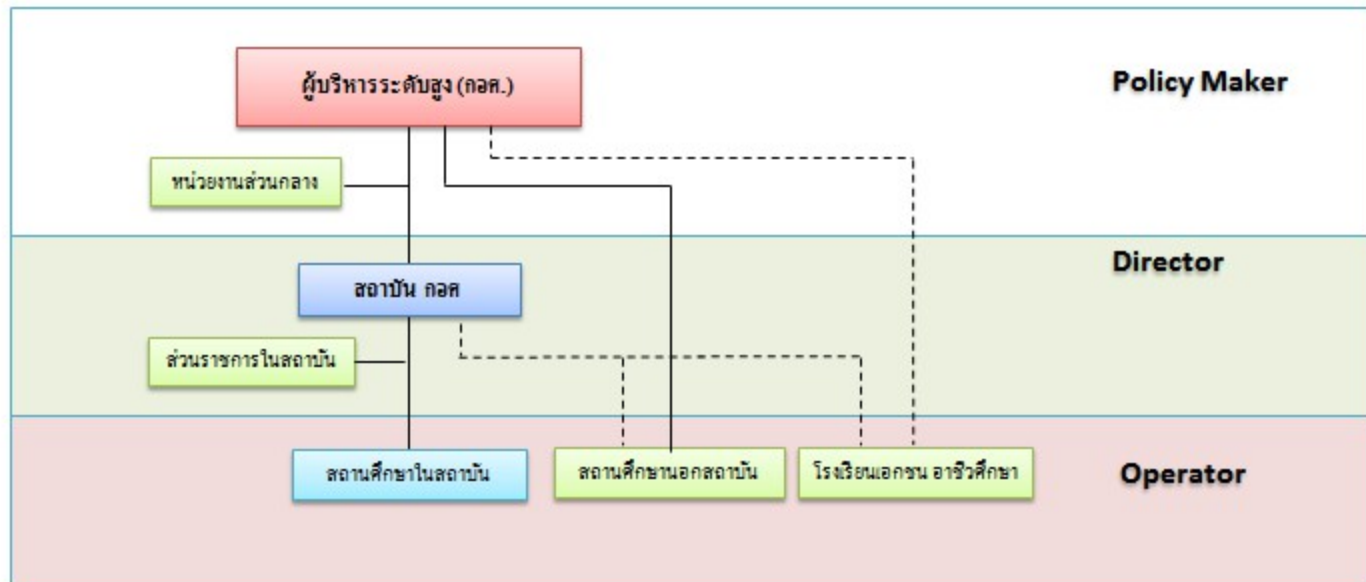 ผู้บริหารระดับสูง (กอศ.)
Policy Maker
หน่วยงานส่วนกลาง
Director
สถาบัน กอศ
ส่วนราชการในสถาบัน
สถานศึกษาในสถาบัน
สถานศึกษานอกสถาบัน
โรงเรียนเอกชน อาชีวศึกษา
Operator